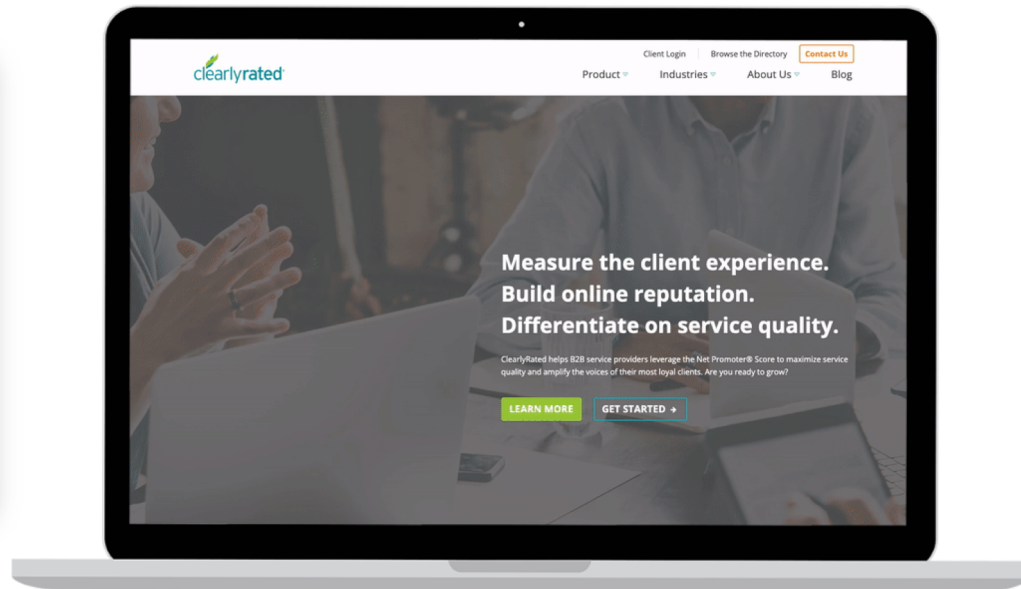 Client Login
Browse the Directory
Contact Us
clearlyrated®
Product
Industries
About Us
Blog
Measure the client experience.
Build online reputation.
Differentiate on service quality.
ClearlyRated helps B2B service providers leverage the Net Promoter® Score to maximize service
quality and amplify the voices of their most loyal clients. Are you ready to grow?
LEARN MORE
GET STARTED →